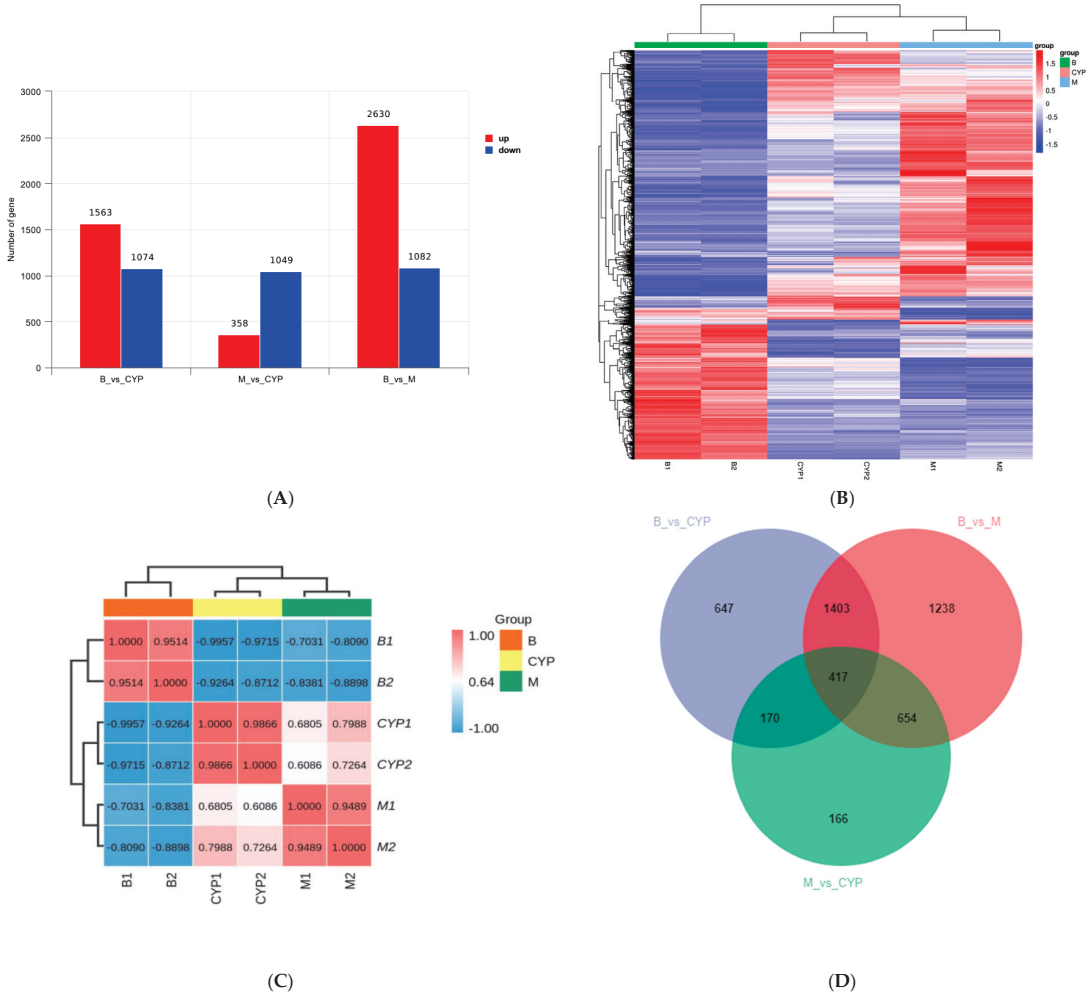 3000
2500
2000
1500
1000
500
0
Number of gene
1563
1074
358
1049
2630
1082
B_vs_CYP
M_vs_CYP
B_vs_M
up
down
(A)
group
1.5
1
0.5
0
-0.5
-1
-1.5
group
B
CYP
M
B1
B2
CYP1
CYP2
M1
M2
(B)
1.0000 0.9514 -0.9957 -0.9715 -0.7031 -0.8090 B1
0.9514 1.0000 -0.9264 -0.8712 -0.8381 -0.8898 B2
-0.9957 -0.9264 1.0000 0.9866 0.6805 0.7988 CYP1
-0.9715 -0.8712 0.9866 1.0000 0.6086 0.7264 CYP2
-0.7031 -0.8381 0.6805 0.6086 1.0000 0.9489 M1
-0.8090 -0.8898 0.7988 0.7264 0.9489 1.0000 M2
B1
B2
CYP1
CYP2
M1
M2
1.00
0.64
-1.00
Group
B
CYP
M
(C)
B_vs_CYP
B_vs_M
647
1403
1238
417
170
654
166
M_vs_CYP
(D)